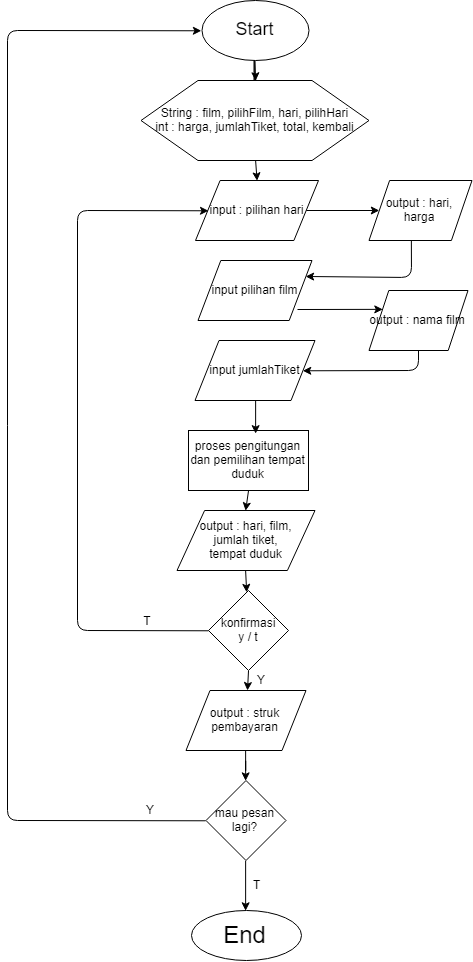 Start
String : film, pilihFilm, hari, pilihHari
int : harga, jumlahTiket, total, kembali
input : pilihan hari
output : hari,
harga
input pilihan film
output : nama film
input jumlahTiket
proses pengitungan
dan pemilihan tempat
duduk
output : hari, film,
jumlah tiket,
tempat duduk
T
konfirmasi
y / t
Y
output : struk
pembayaran
Y
mau pesan
lagi?
T
End